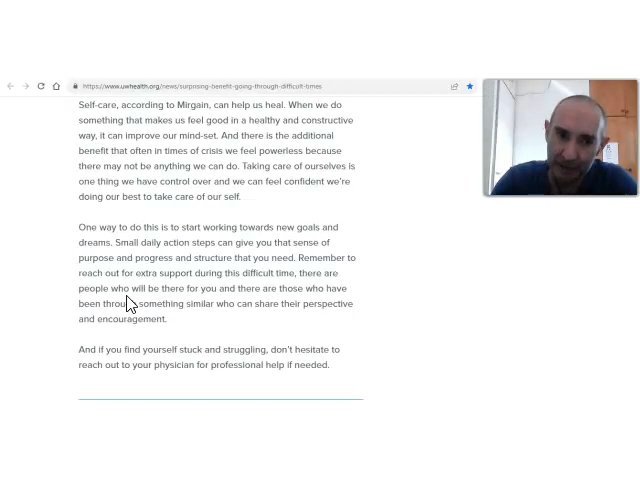 https://www.uwhealth.org/news/surprising-benefit-going-through-difficult-times
Self-care, according to Mirgain, can help us heal. When we do
something that makes us feel good in a healthy and constructive
way, it can improve our mind-set. And there is the additional
benefit that often in times of crisis we feel powerless because
there may not be anything we can do. Taking care of ourselves is
one thing we have control over and we can feel confident we're
doing our best to take care of our self.
One way to do this is to start working towards new goals and
dreams. Small daily action steps can give you that sense of
purpose and progress and structure that you need. Remember to
reach out for extra support during this difficult time, there are
people who will be there for you and there are those who have
been through something similar who can share their perspective
and encouragement.
And if you find yourself stuck and struggling, don't hesitate to
reach out to your physician for professional help if needed.